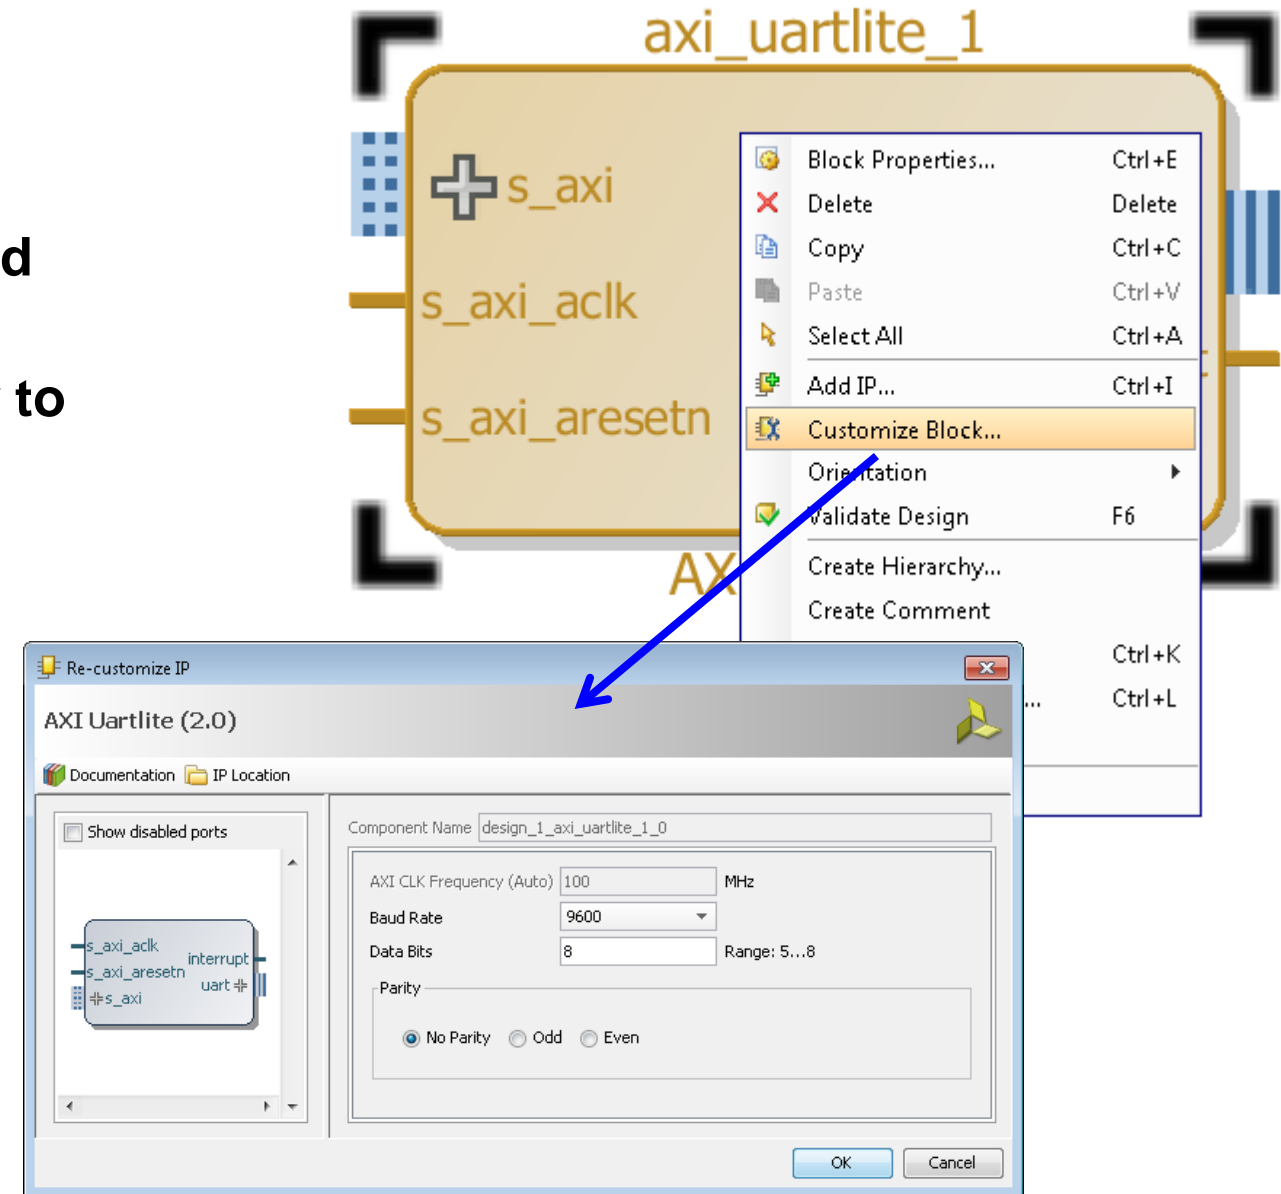 axi_uartlite_1
s_axi
s_axi_aclk
s_axi_aresetn
AX
d
to
Block Properties... Ctrl+E
Delete Delete
Copy Ctrl+C
Paste Ctrl+V
Select All Ctrl+A
Add IP... Ctrl+I
Customize Block...
Orientation
Validate Design F6
Create Hierarchy...
Create Comment
Ctrl+K
... Ctrl+L
Re-customize IP
AXI Uartlite (2.0)
Documentation IP Location
Show disabled ports
s_axi_aclk
s_axi_aresetn
s_axi
interrupt
uart
Component Name design_1_axi_uartlite_1_0
AXI CLK Frequency (Auto) 100 MHz
Baud Rate 9600
Data Bits 8 Range: 5...8
Parity
No Parity Odd Even
OK Cancel